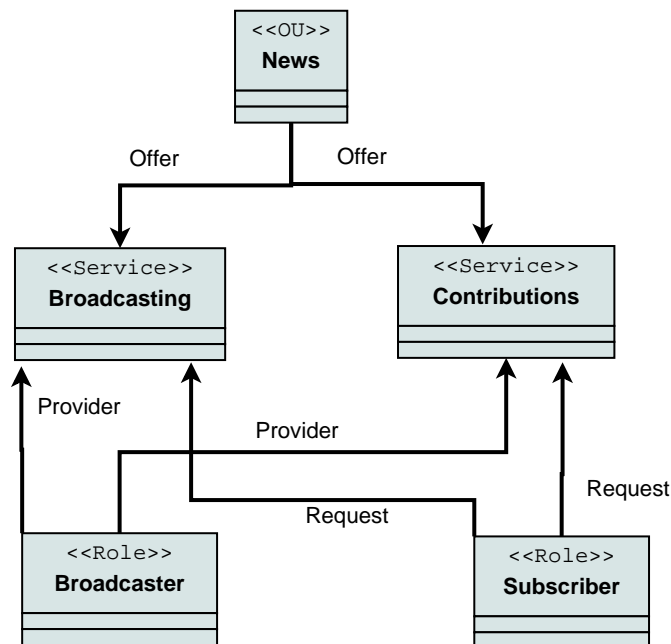 <<OU>>
News
Offer
Offer
<<Service>>
Broadcasting
<<Service>>
Contributions
Provider
Provider
Request
Request
<<Role>>
Broadcaster
<<Role>>
Subscriber